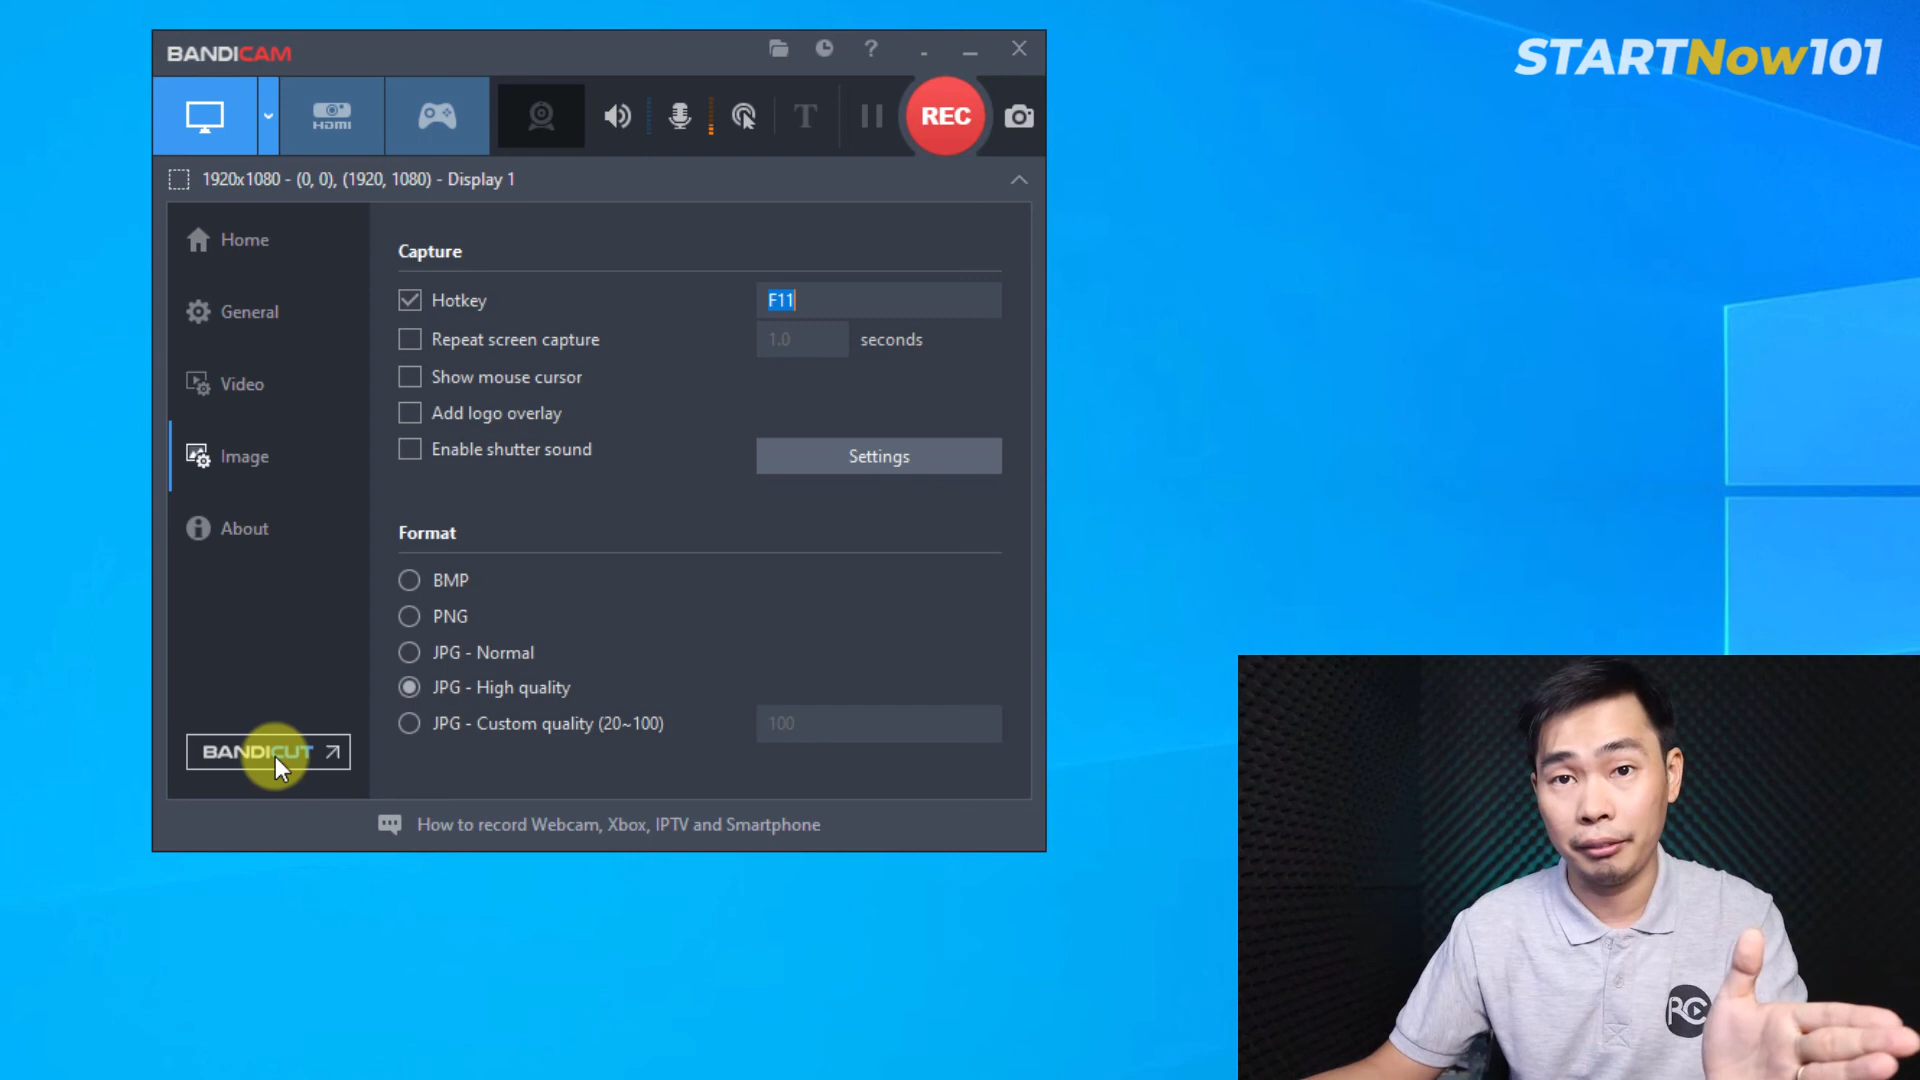 STARTNow101
BANDICAM
?
HDMI
T
REC
1920x1080 - (0, 0), (1920, 1080) - Display 1
Home
General
Video
Image
About
BANDICUT
Capture
Hotkey F11
Repeat screen capture 1.0 seconds
Show mouse cursor
Add logo overlay
Enable shutter sound
Settings
Format
BMP
PNG
JPG - Normal
JPG - High quality
JPG - Custom quality (20~100) 100
How to record Webcam, Xbox, IPTV and Smartphone
RC